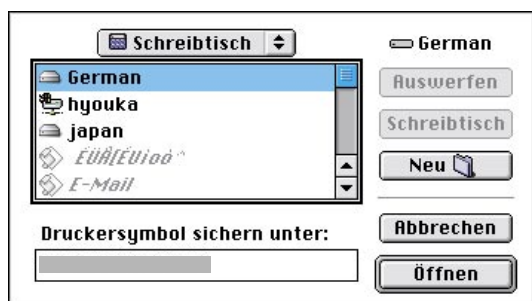 Schreibtisch
German
German
Auswerfen
hyouka
japan
Schreibtisch
Neu
E-Mail
Druckersymbol sichern unter:
Abbrechen
Öffnen